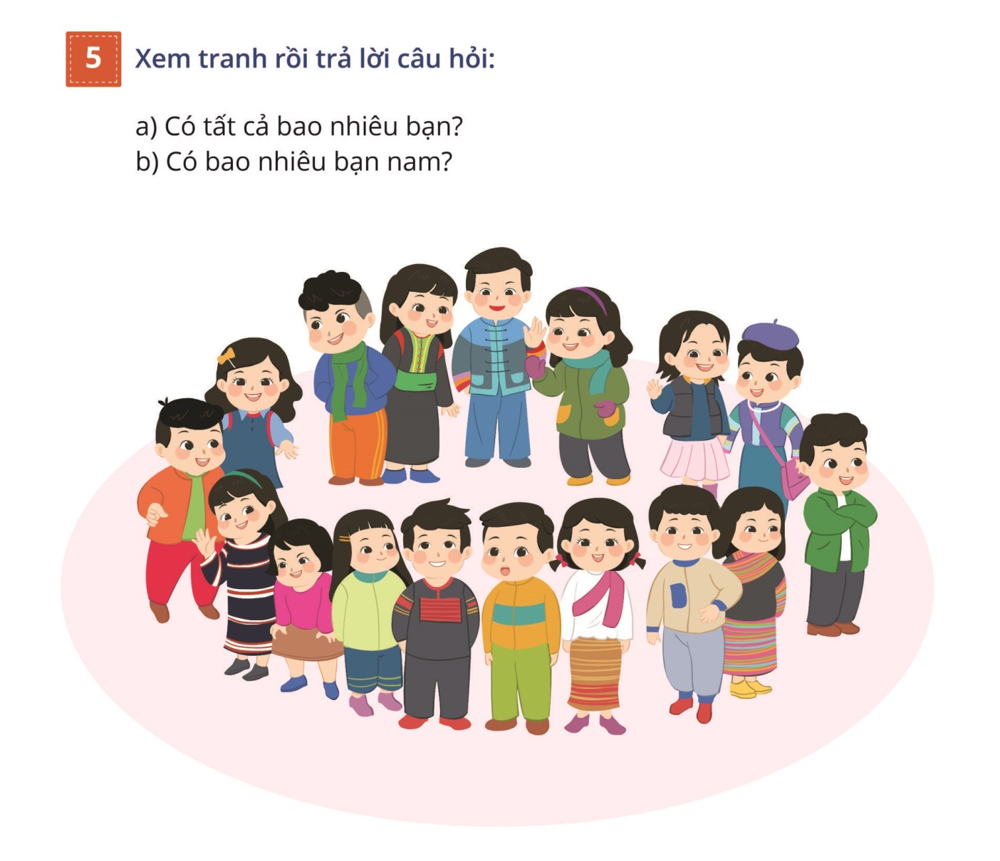 5 Xem tranh rồi trả lời câu hỏi:
a) Có tất cả bao nhiêu bạn?
b) Có bao nhiêu bạn nam?